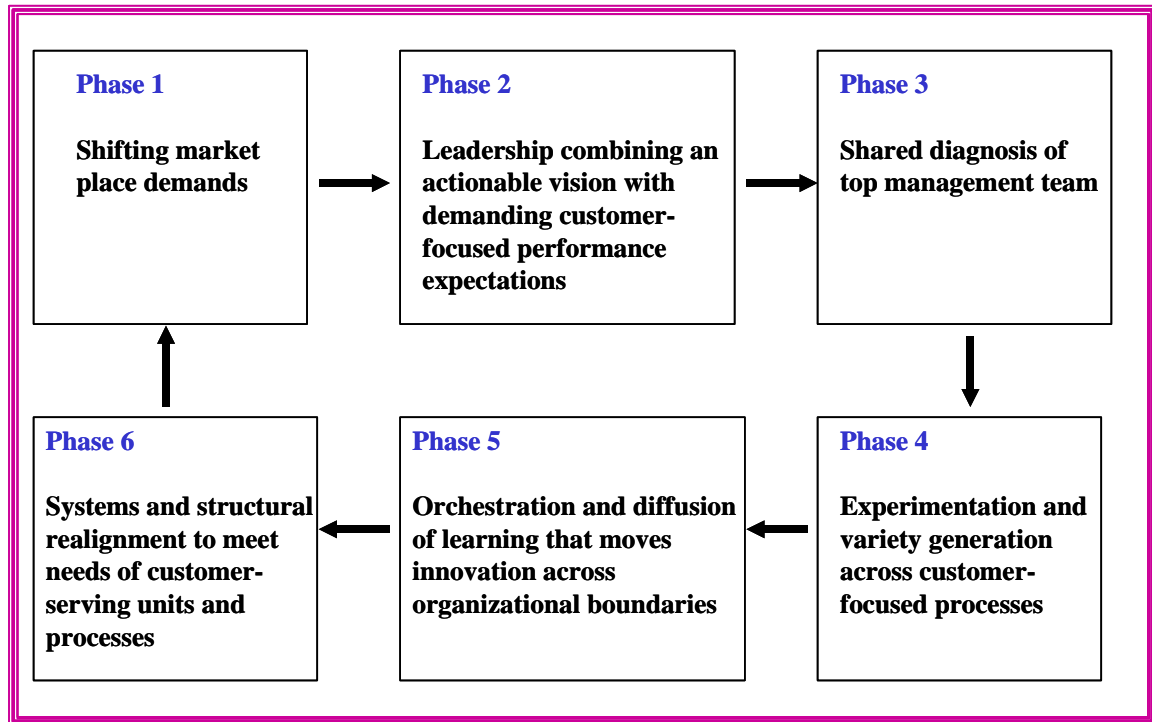 Phase 1
Shifting market
place demands
Phase 2
Leadership combining an
actionable vision with
demanding customer-
focused performance
expectations
Phase 3
Shared diagnosis of
top management team
Phase 4
Experimentation and
variety generation
across customer-
focused processes
Phase 5
Orchestration and diffusion
of learning that moves
innovation across
organizational boundaries
Phase 6
Systems and structural
realignment to meet
needs of customer-
serving units and
processes